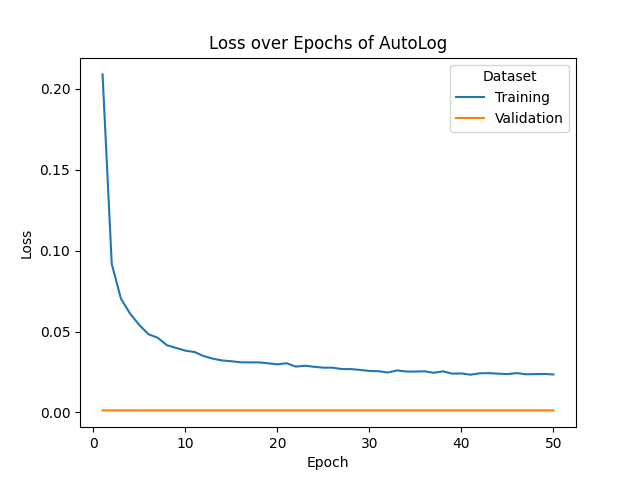 Loss over Epochs of AutoLog
Dataset
Training
Validation
0.20
0.15
0.10
0.05
0.00
Loss
0
10
20
30
40
50
Epoch